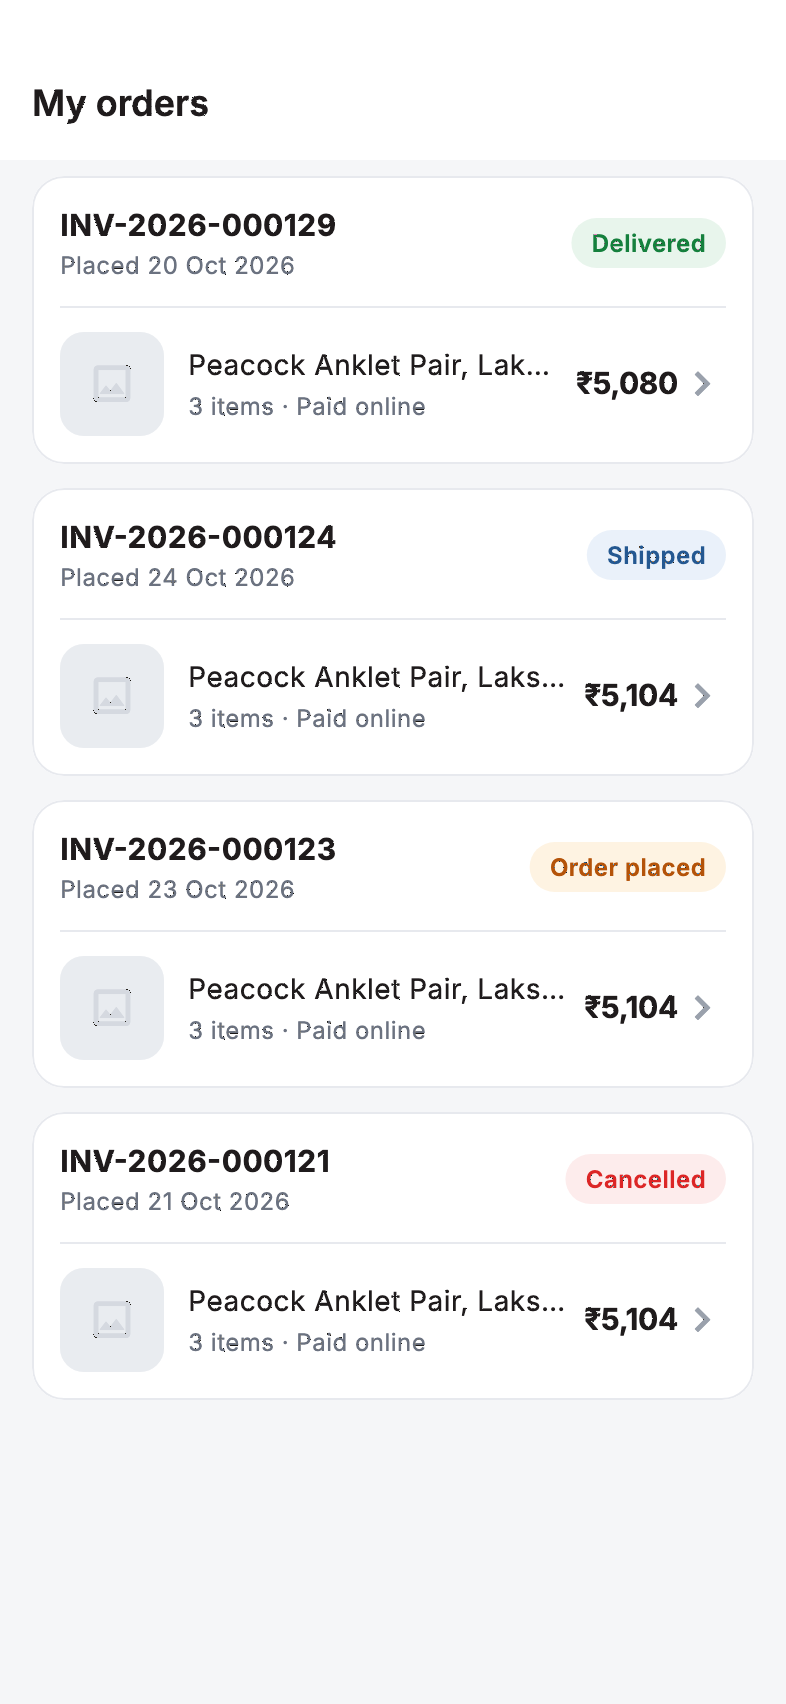 My orders
INV-2026-000129
Placed 20 Oct 2026
Delivered
Peacock Anklet Pair, Lak...
3 items · Paid online
₹5,080
INV-2026-000124
Placed 24 Oct 2026
Shipped
Peacock Anklet Pair, Laks...
3 items · Paid online
₹5,104
INV-2026-000123
Placed 23 Oct 2026
Order placed
Peacock Anklet Pair, Laks...
3 items · Paid online
₹5,104
INV-2026-000121
Placed 21 Oct 2026
Cancelled
Peacock Anklet Pair, Laks...
3 items · Paid online
₹5,104